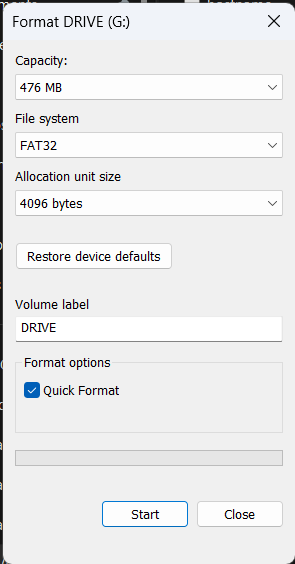 hostname
Format DRIVE (G:)
Capacity:
476 MB
File system
FAT32
Allocation unit size
4096 bytes
Restore device defaults
Volume label
DRIVE
Format options
Quick Format
Start
Close